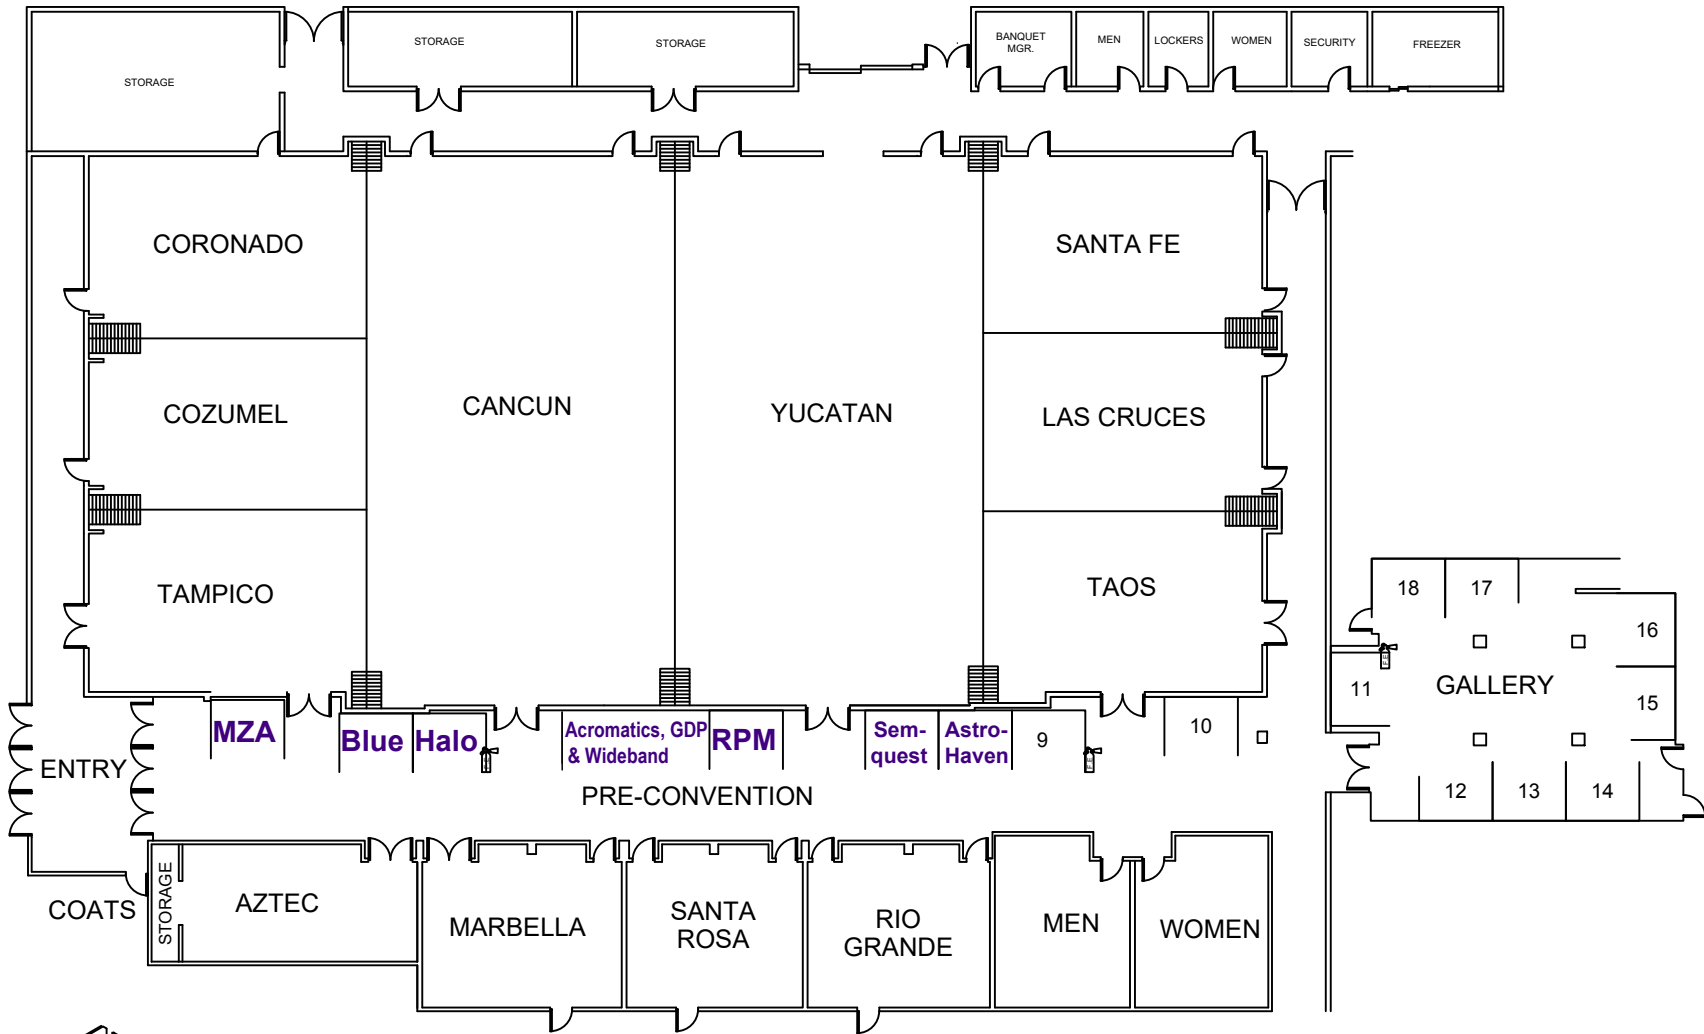 STORAGE
STORAGE
STORAGE
BANQUET
MGR.
MEN
LOCKERS
WOMEN
SECURITY
FREEZER
CORONADO
SANTA FE
COZUMEL
CANCUN
YUCATAN
LAS CRUCES
TAMPICO
TAOS
18
17
16
11
GALLERY
15
MZA
Blue Halo
Acromatics, GDP
& Wideband
RPM
Sem-
quest
Astro-
Haven
9
10
F.E.
F.E.
F.E.
ENTRY
PRE-CONVENTION
12
13
14
COATS
STORAGE
AZTEC
MARBELLA
SANTA
ROSA
RIO
GRANDE
MEN
WOMEN